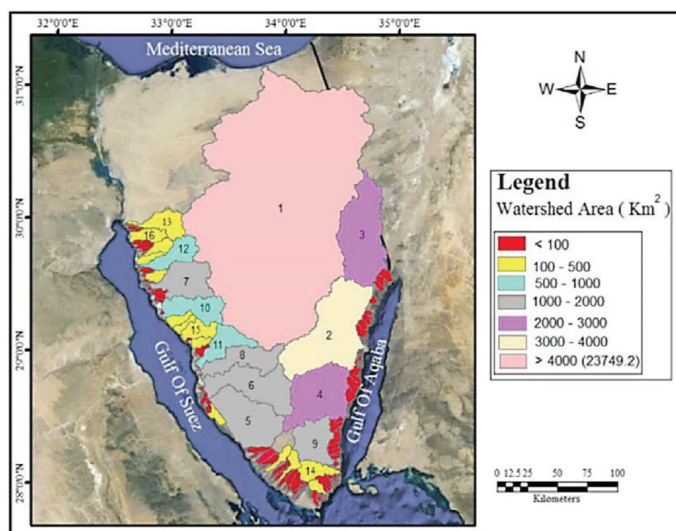 32°0'0"E 33°0'0"E 34°0'0"E 35°0'0"E
Mediterranean Sea
31°0'0"N
30°0'0"N
29°0'0"N
28°0'0"N
N
W E
S
1
13
16
12
3
7
10
15
11
2
8
6
4
5
9
14
Gulf Of Suez
Gulf Of Aqaba
Legend
Watershed Area ( Km²)
< 100
100 - 500
500 - 1000
1000 - 2000
2000 - 3000
3000 - 4000
> 4000 (23749.2)
0 12.5 25 50 75 100
Kilometers